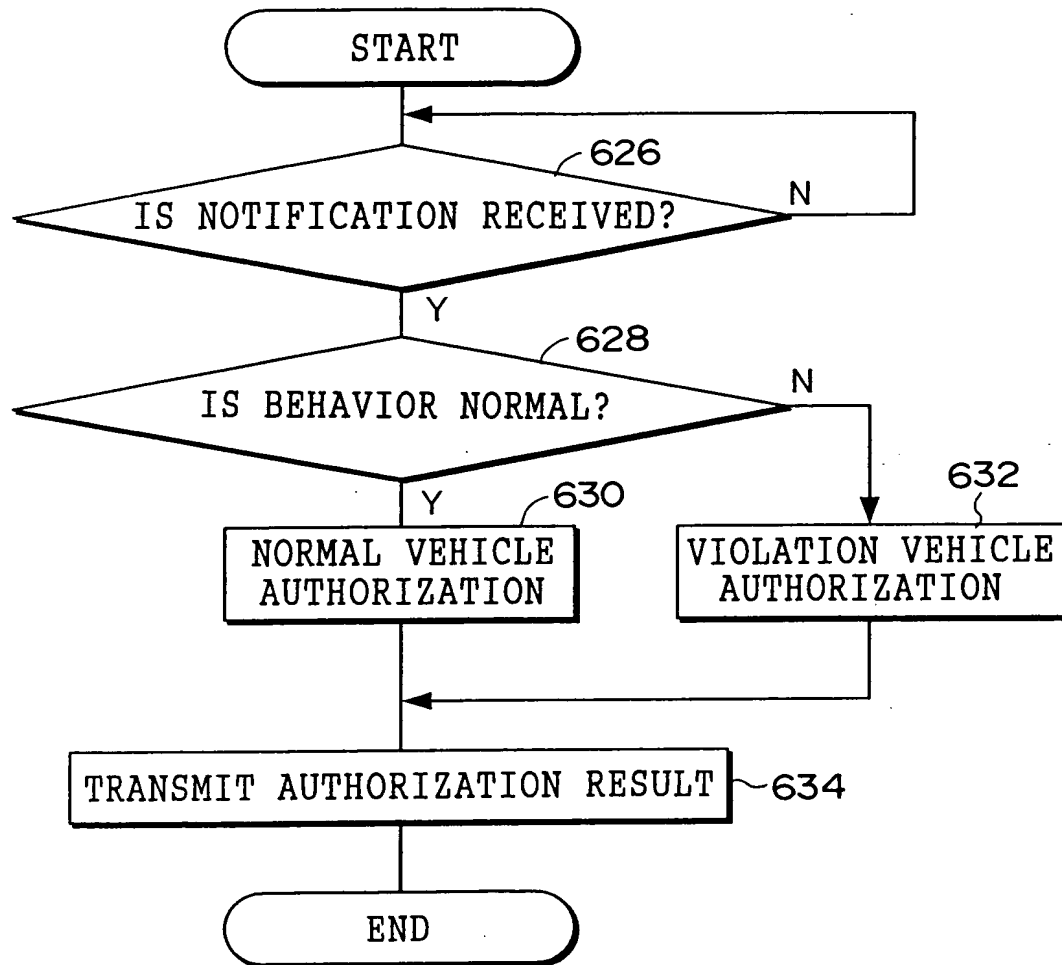 START
626
IS NOTIFICATION RECEIVED?
N
Y
628
IS BEHAVIOR NORMAL?
N
Y
630
NORMAL VEHICLE
AUTHORIZATION
632
VIOLATION VEHICLE
AUTHORIZATION
TRANSMIT AUTHORIZATION RESULT
634
END